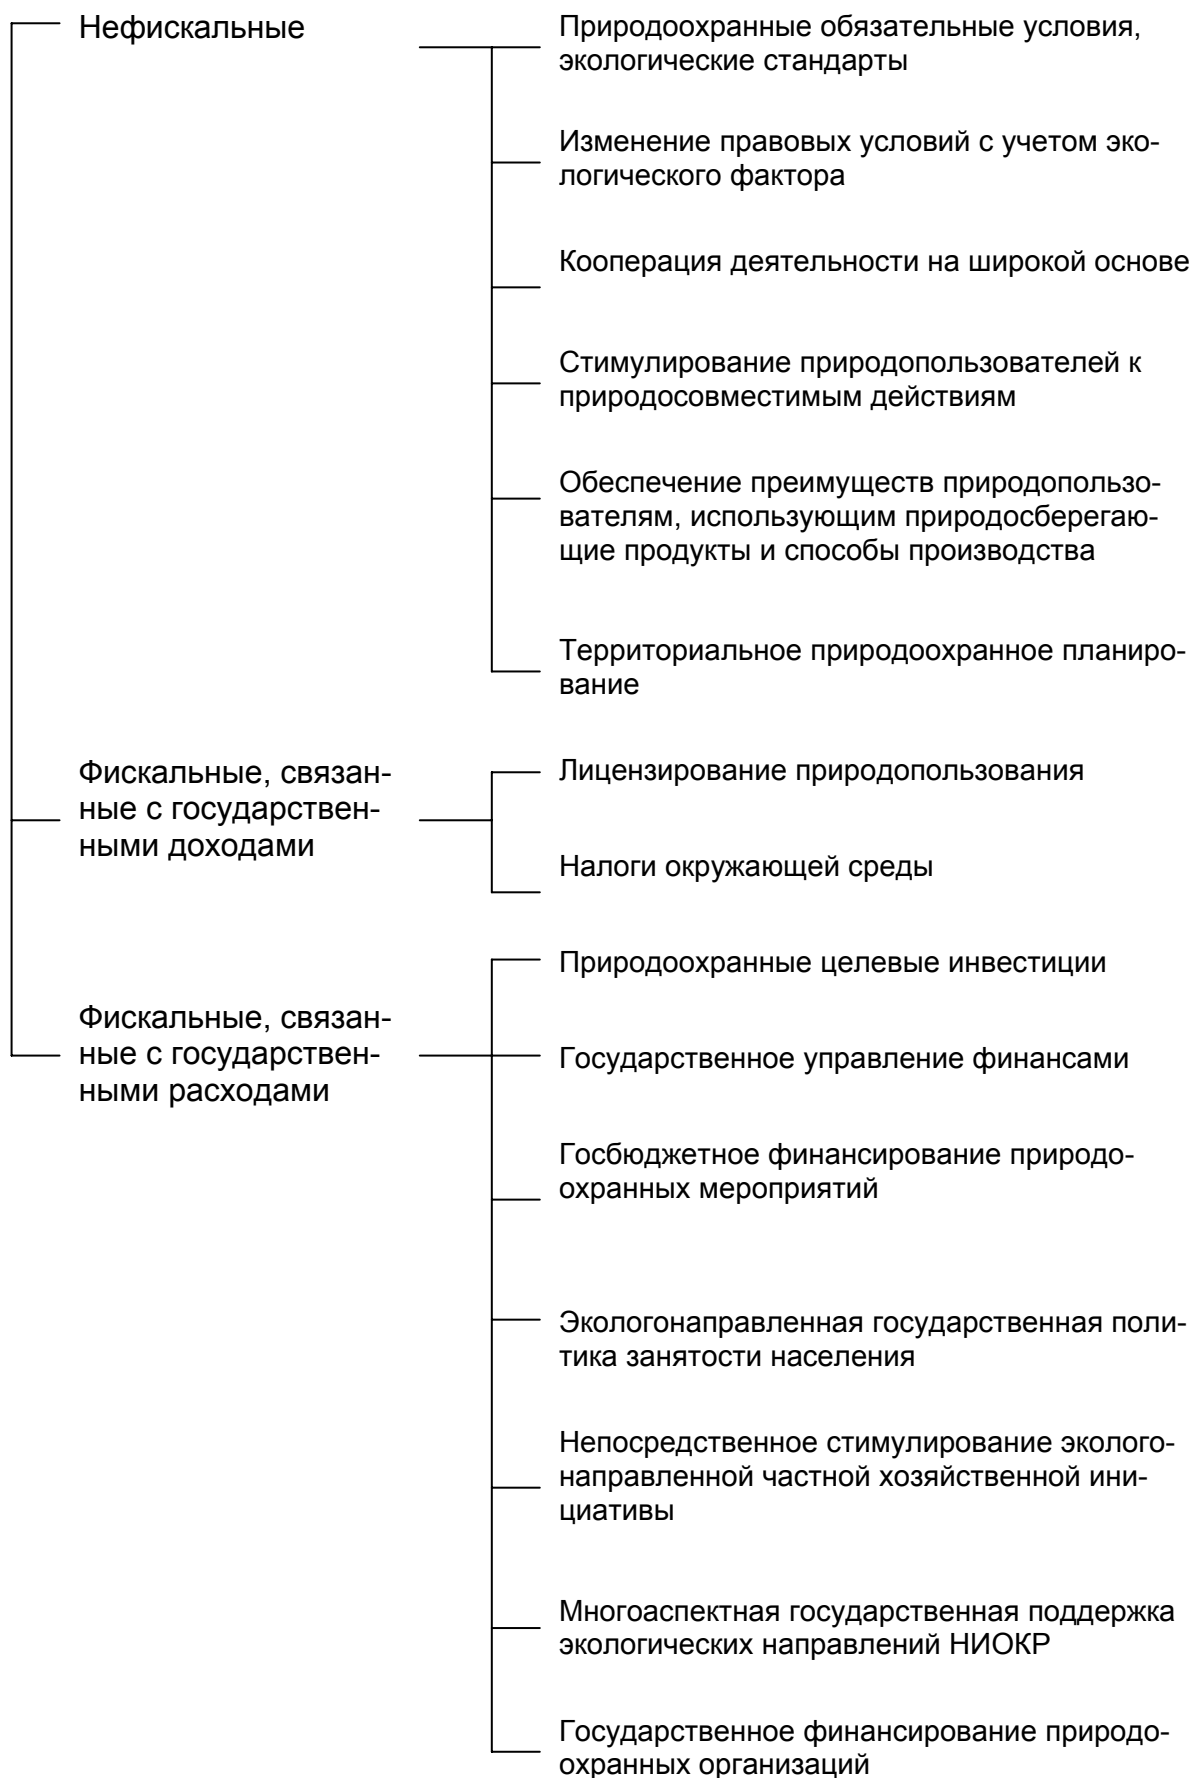 Нефискальные
Природоохранные обязательные условия,
экологические стандарты
Изменение правовых условий с учетом эко-
логического фактора
Кооперация деятельности на широкой основе
Стимулирование природопользователей к
природосовместимым действиям
Обеспечение преимуществ природопользо-
вателям, использующим природосберегаю-
щие продукты и способы производства
Территориальное природоохранное планиро-
вание
Фискальные, связан-
ные с государствен-
ными доходами
Лицензирование природопользования
Налоги окружающей среды
Фискальные, связан-
ные с государствен-
ными расходами
Природоохранные целевые инвестиции
Государственное управление финансами
Госбюджетное финансирование природо-
охранных мероприятий
Экологонаправленная государственная поли-
тика занятости населения
Непосредственное стимулирование эколого-
направленной частной хозяйственной ини-
циативы
Многоаспектная государственная поддержка
экологических направлений НИОКР
Государственное финансирование природо-
охранных организаций